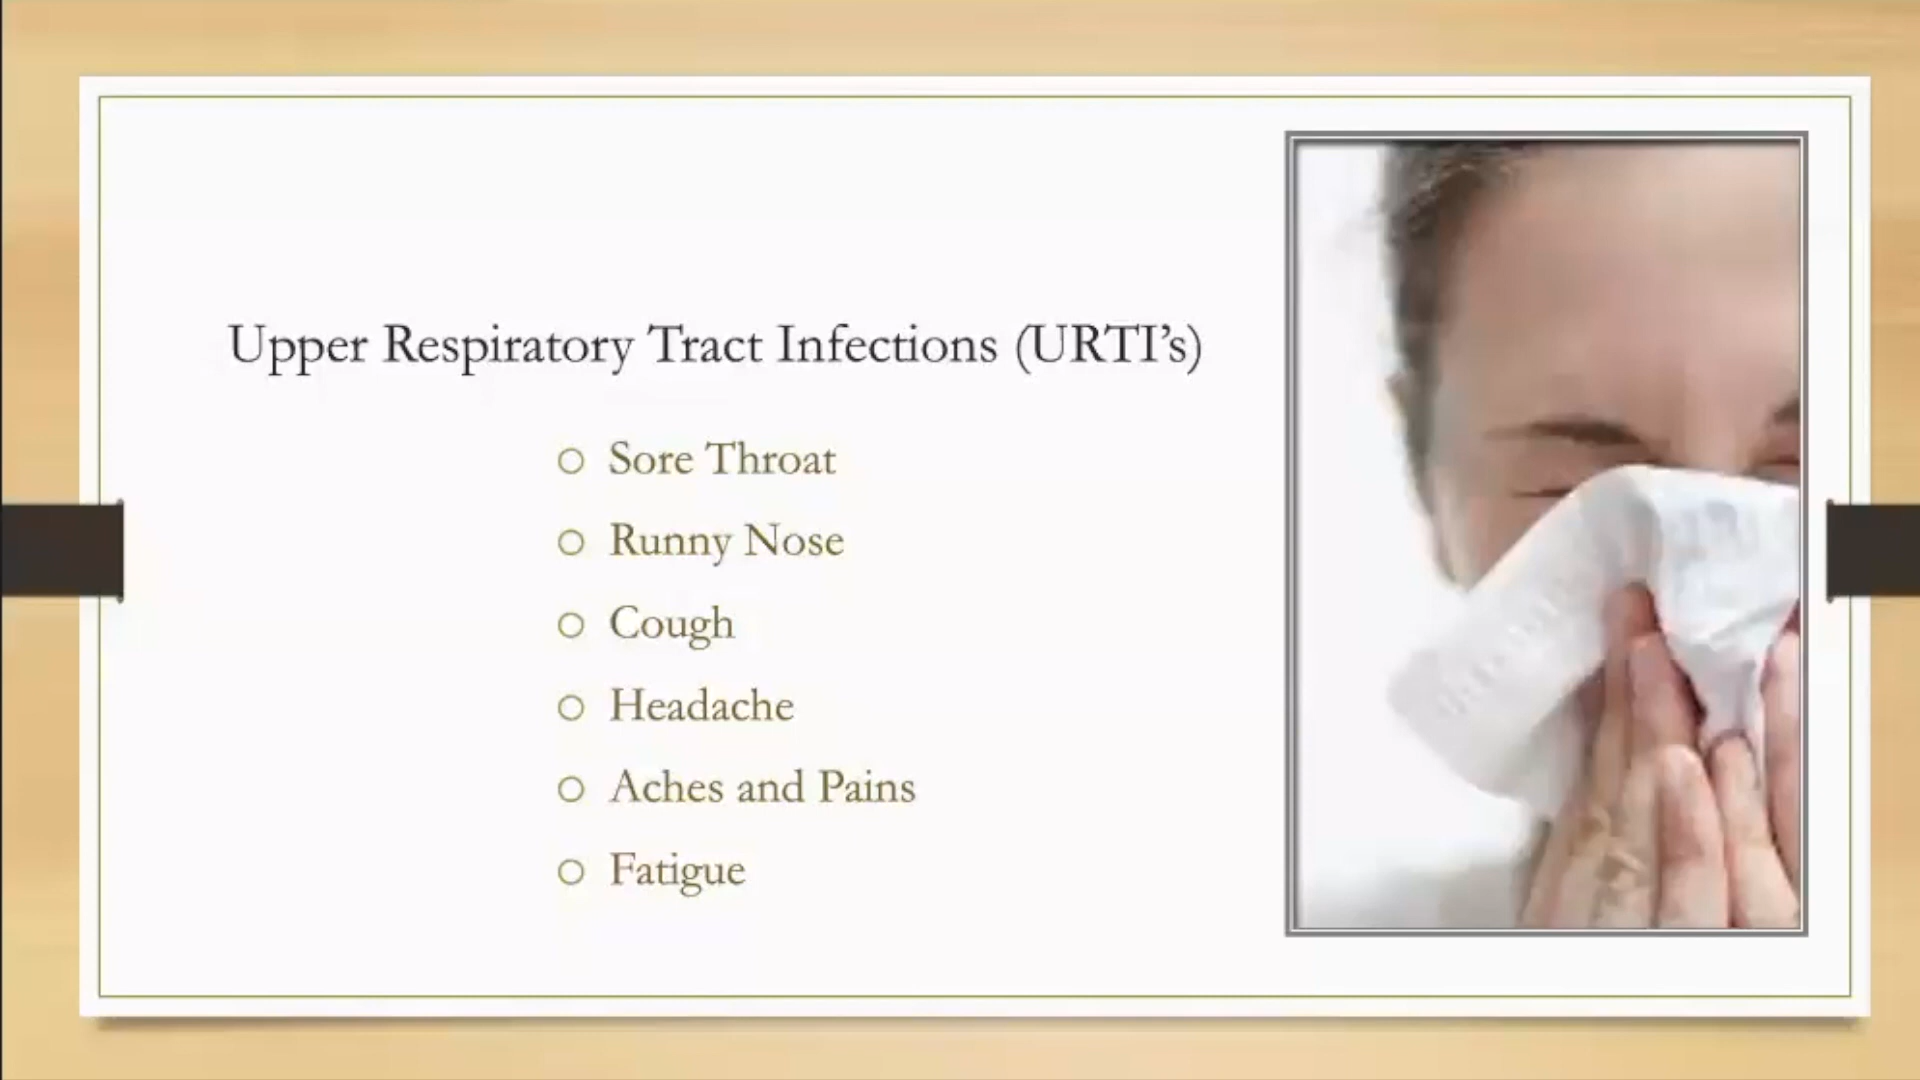 Upper Respiratory Tract Infections (URTI’s)
Sore Throat
Runny Nose
Cough
Headache
Aches and Pains
Fatigue